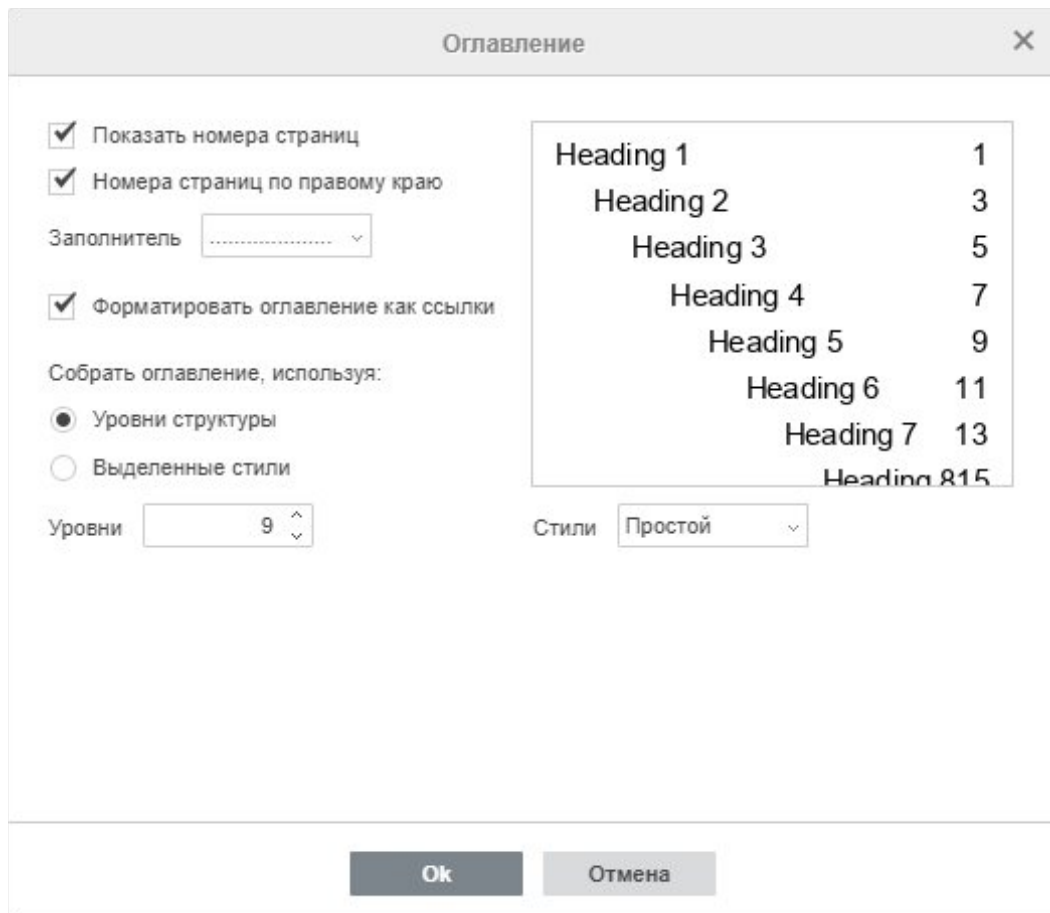 Оглавление
Показать номера страниц
Номера страниц по правому краю
Заполнитель ....................
Форматировать оглавление как ссылки
Собрать оглавление, используя:
Уровни структуры
Выделенные стили
Уровни 9
Heading 1 1
Heading 2 3
Heading 3 5
Heading 4 7
Heading 5 9
Heading 6 11
Heading 7 13
Heading 815
Стили Простой
Ok Отмена